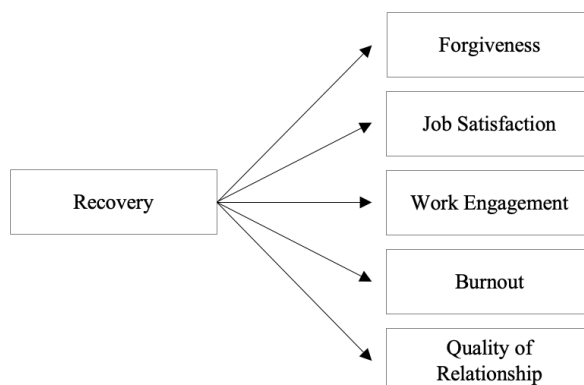 Forgiveness
Job Satisfaction
Recovery
Work Engagement
Burnout
Quality of
Relationship